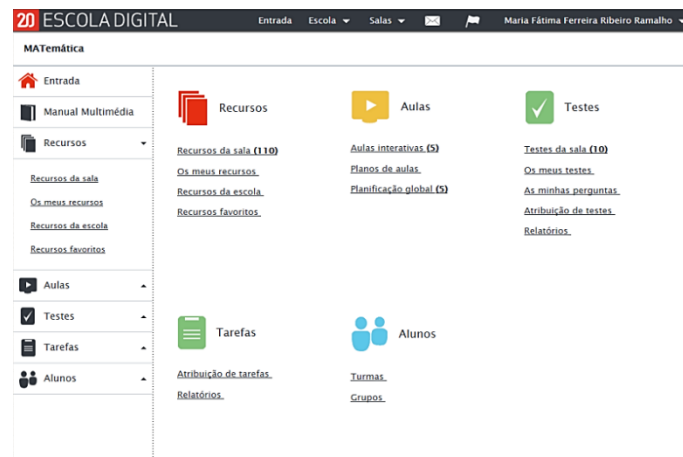 20 ESCOLA DIGITAL Entrada Escola Salas Maria Fátima Ferreira Ribeiro Ramalho
MATemática
Entrada
Manual Multimédia
Recursos
Recursos da sala
Os meus recursos
Recursos da escola
Recursos favoritos
Aulas
Testes
Tarefas
Alunos
Recursos
Recursos da sala (110)
Os meus recursos
Recursos da escola
Recursos favoritos
Aulas
Aulas interativas (5)
Planos de aulas
Planificação global (5)
Testes
Testes da sala (10)
Os meus testes
As minhas perguntas
Atribuição de testes
Relatórios
Tarefas
Atribuição de tarefas
Relatórios
Alunos
Turmas
Grupos